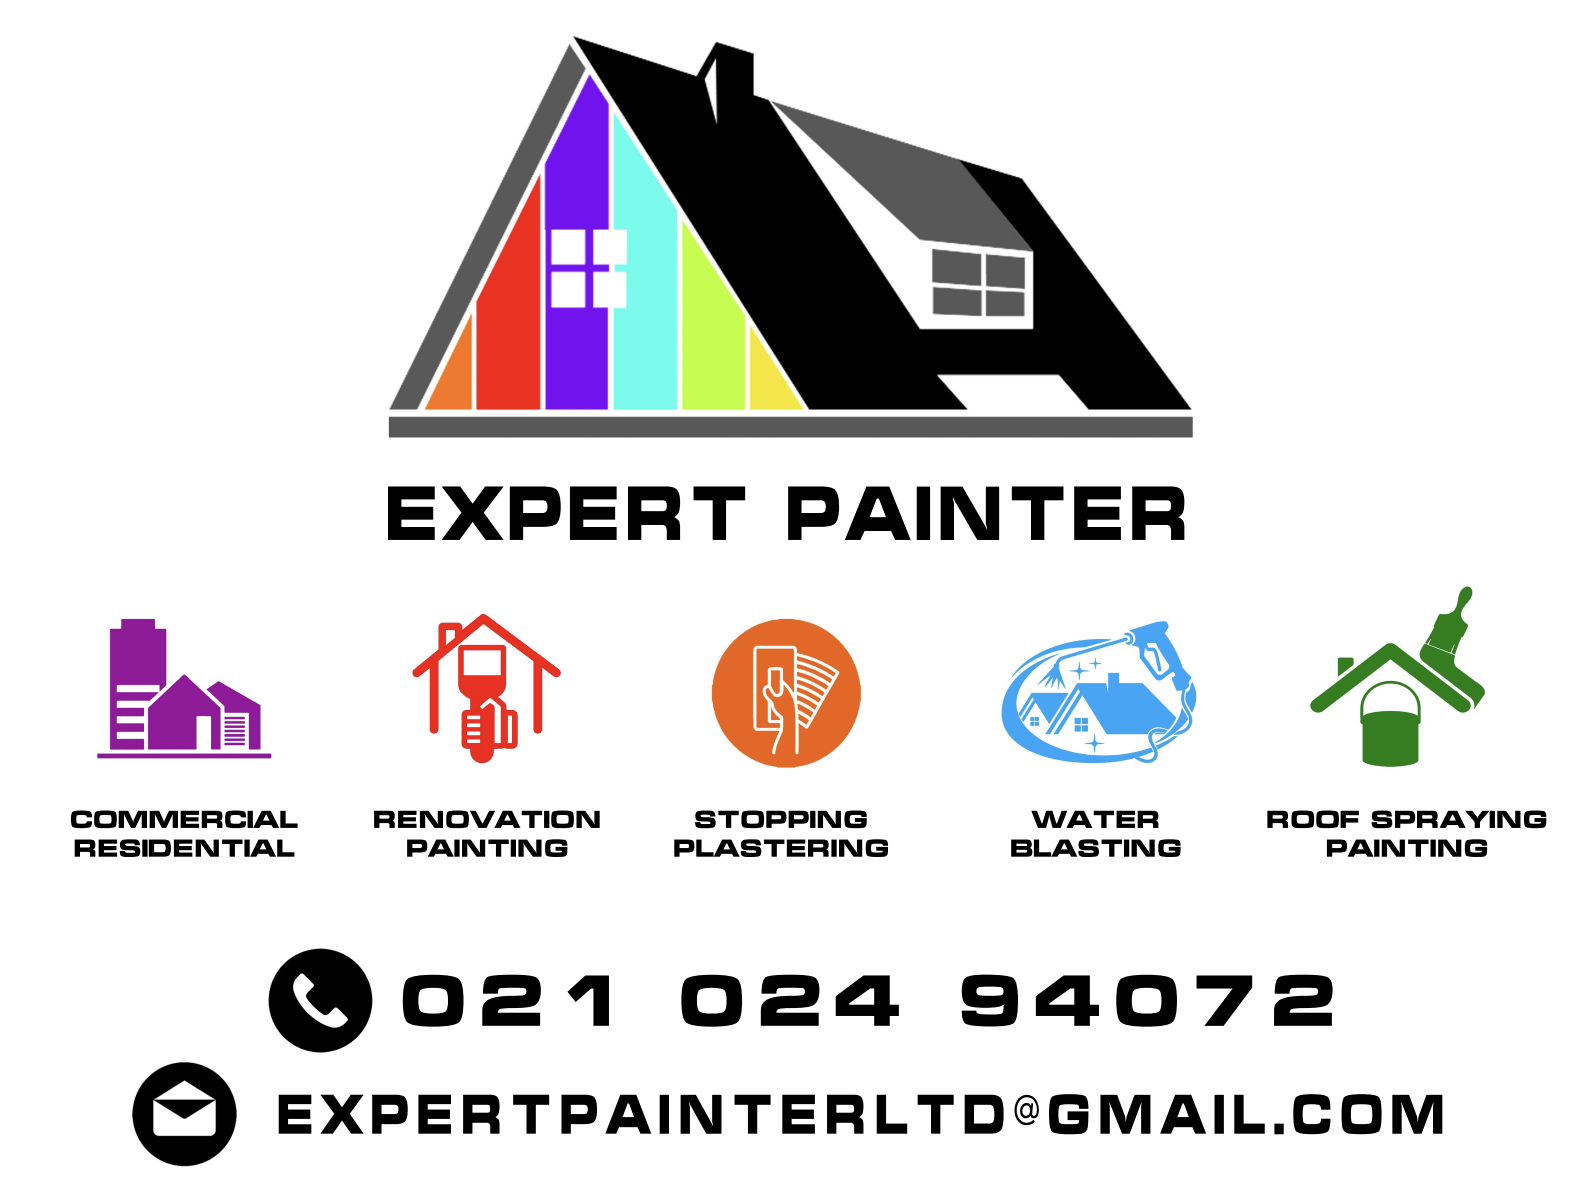 EXPERT PAINTER
COMMERCIAL
RESIDENTIAL
RENOVATION
PAINTING
STOPPING
PLASTERING
WATER
BLASTING
ROOF SPRAYING
PAINTING
021 024 94072
EXPERTPAINTERLTD@GMAIL.COM